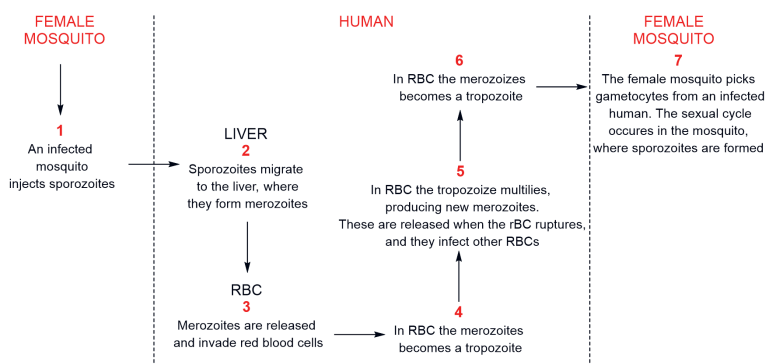 FEMALE
MOSQUITO
1
An infected
mosquito
injects sporozoites
HUMAN
LIVER
2
Sporozoites migrate
to the liver, where
they form merozoites
RBC
3
Merozoites are released
and invade red blood cells
4
In RBC the merozoites
becomes a tropozoite
5
In RBC the tropozoize multilies,
producing new merozoites.
These are released when the rBC ruptures,
and they infect other RBCs
6
In RBC the merozoizes
becomes a tropozoite
FEMALE
MOSQUITO
7
The female mosquito picks
gametocytes from an infected
human. The sexual cycle
occures in the mosquito,
where sporozoites are formed